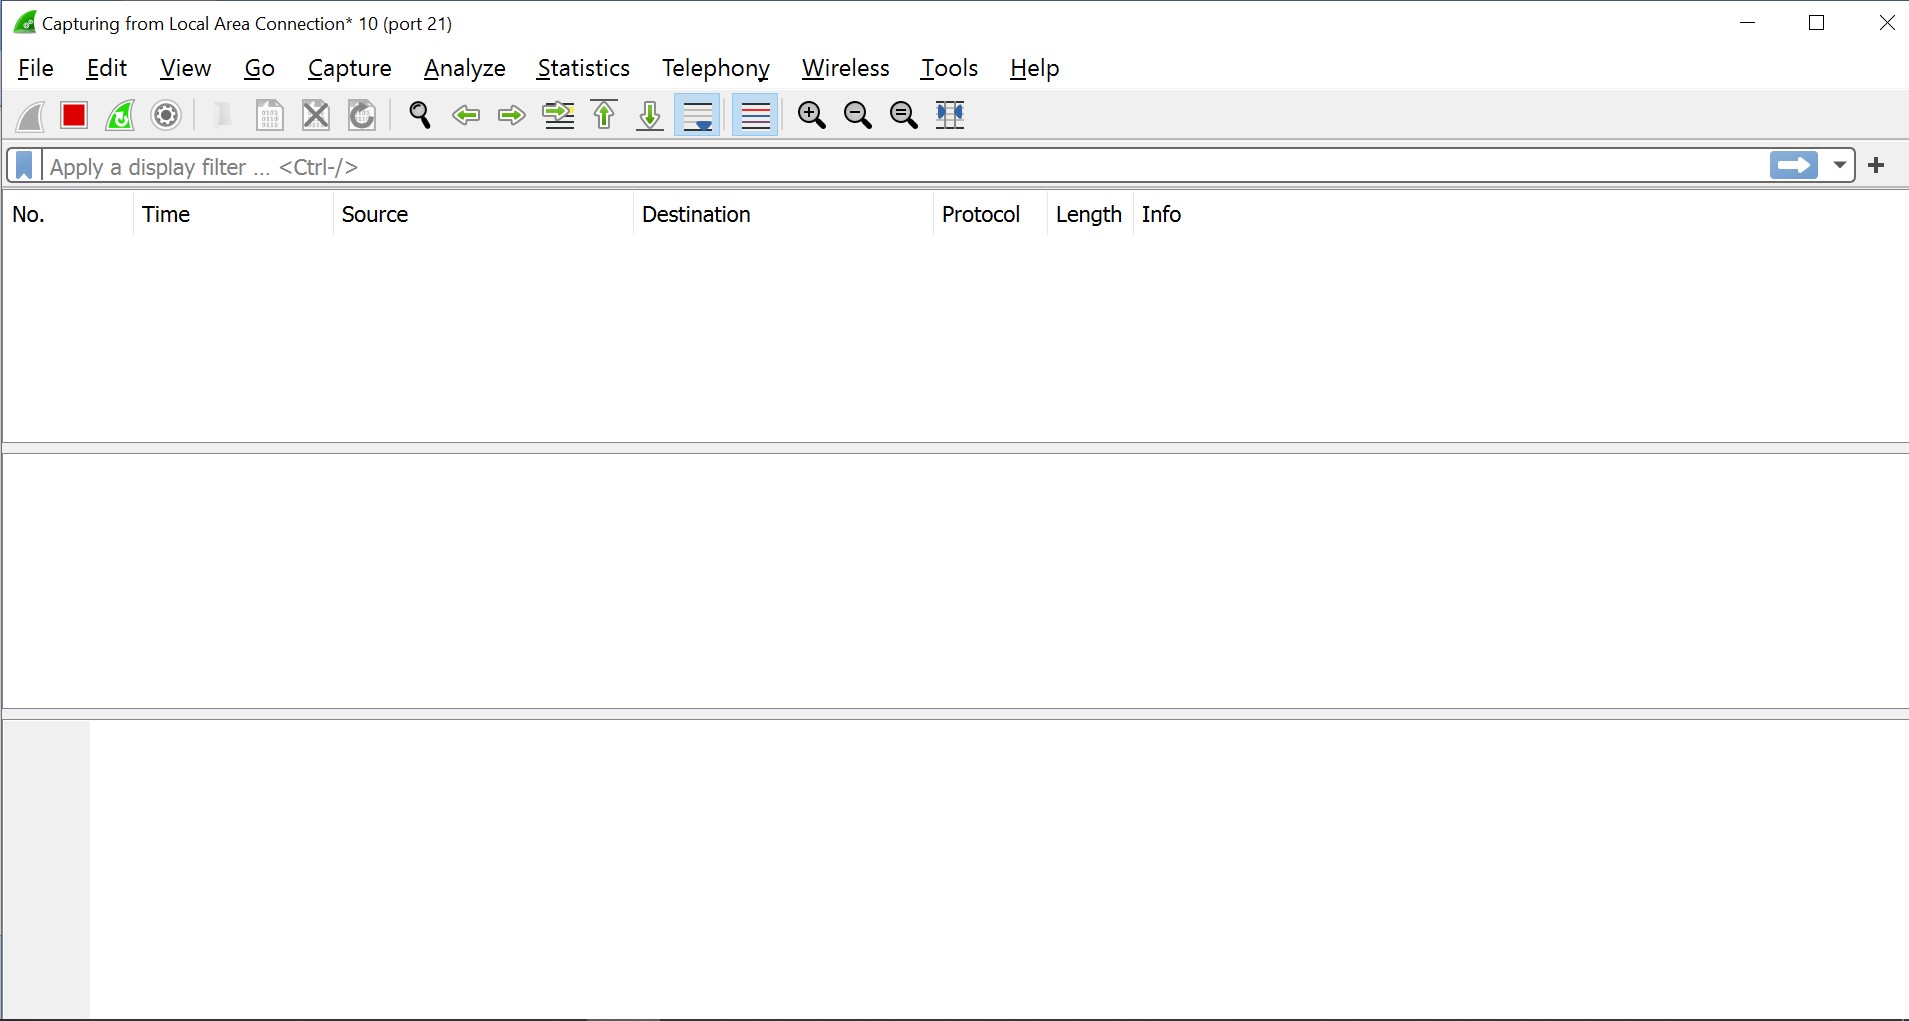 Capturing from Local Area Connection* 10 (port 21)
File Edit View Go Capture Analyze Statistics Telephony Wireless Tools Help
Apply a display filter ... <Ctrl-/>
No. Time Source Destination Protocol Length Info